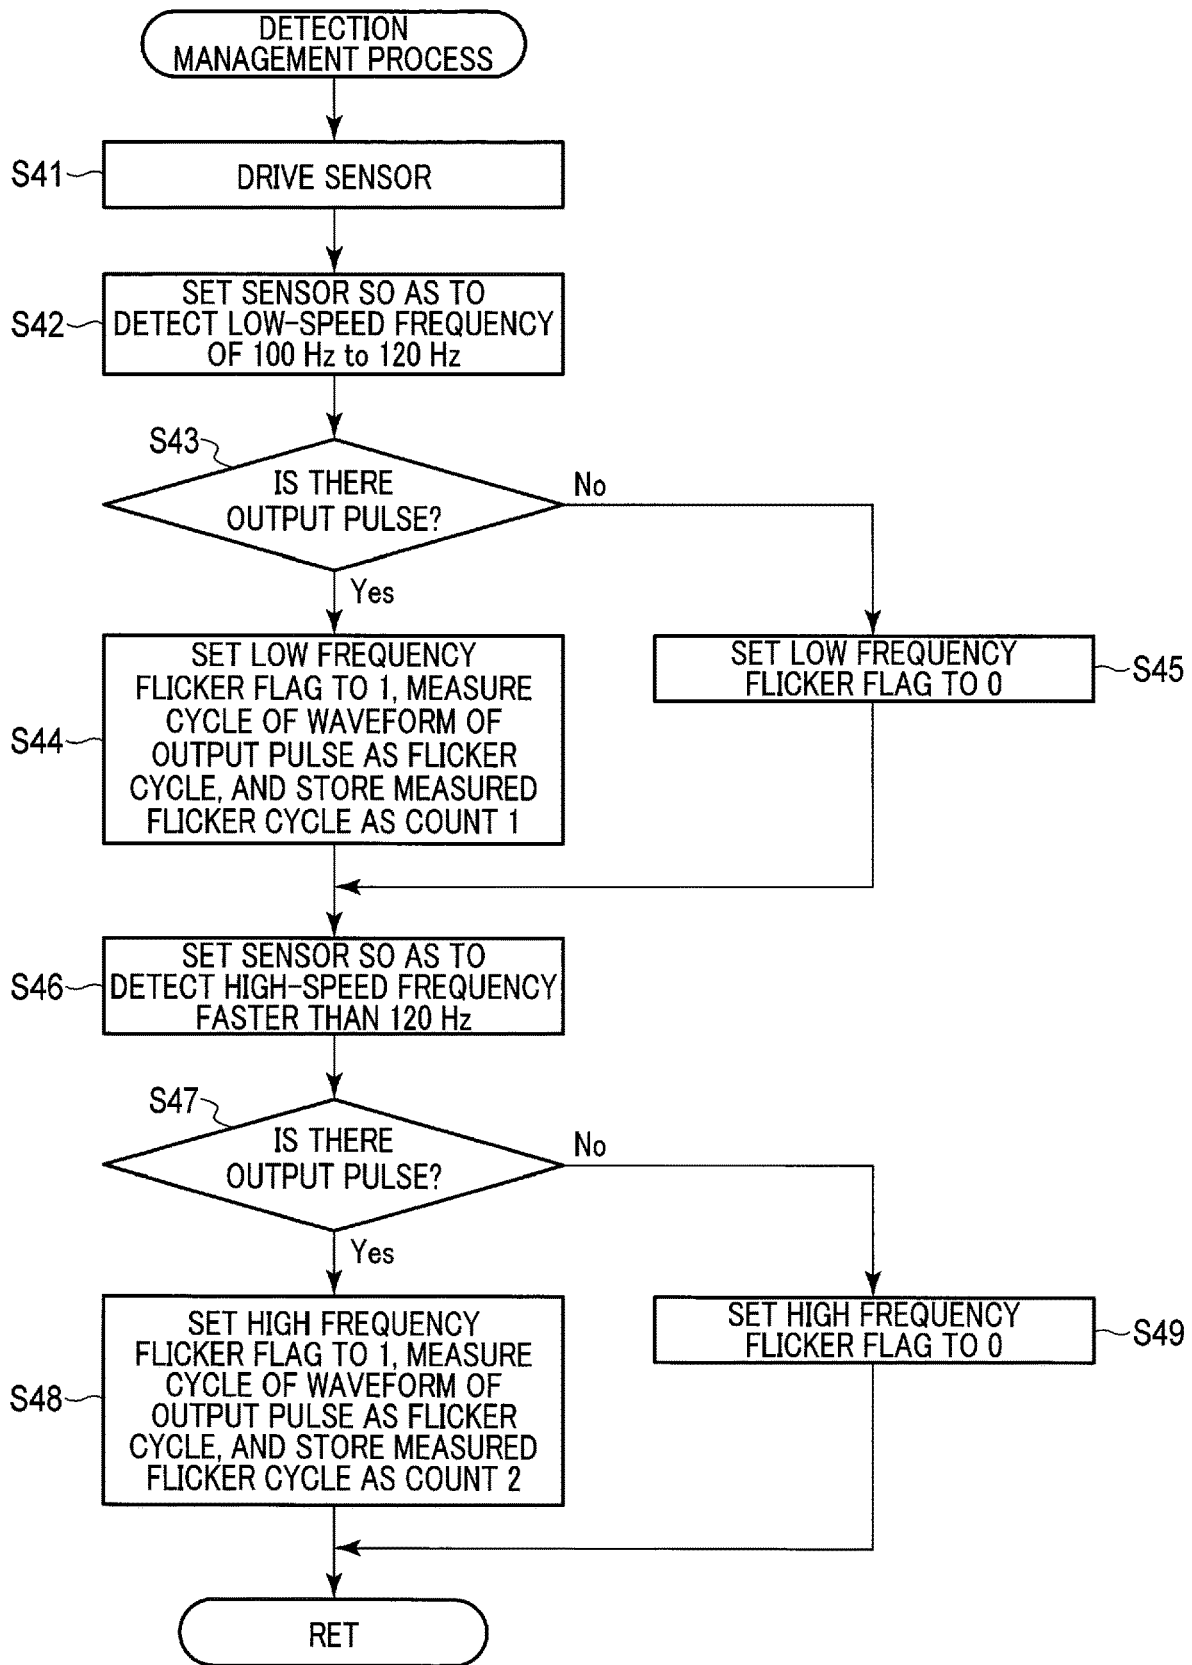 DETECTION
MANAGEMENT PROCESS
S41
DRIVE SENSOR
S42
SET SENSOR SO AS TO
DETECT LOW-SPEED FREQUENCY
OF 100 Hz to 120 Hz
S43
IS THERE
OUTPUT PULSE?
No
Yes
S44
SET LOW FREQUENCY
FLICKER FLAG TO 1, MEASURE
CYCLE OF WAVEFORM OF
OUTPUT PULSE AS FLICKER
CYCLE, AND STORE MEASURED
FLICKER CYCLE AS COUNT 1
SET LOW FREQUENCY
FLICKER FLAG TO 0
S45
S46
SET SENSOR SO AS TO
DETECT HIGH-SPEED FREQUENCY
FASTER THAN 120 Hz
S47
IS THERE
OUTPUT PULSE?
No
Yes
S48
SET HIGH FREQUENCY
FLICKER FLAG TO 1, MEASURE
CYCLE OF WAVEFORM OF
OUTPUT PULSE AS FLICKER
CYCLE, AND STORE MEASURED
FLICKER CYCLE AS COUNT 2
SET HIGH FREQUENCY
FLICKER FLAG TO 0
S49
RET